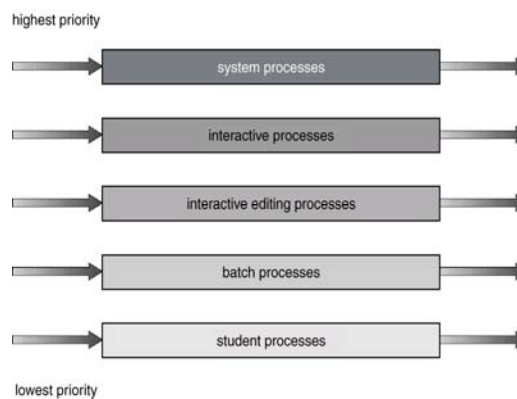 highest priority
system processes
interactive processes
interactive editing processes
batch processes
student processes
lowest priority